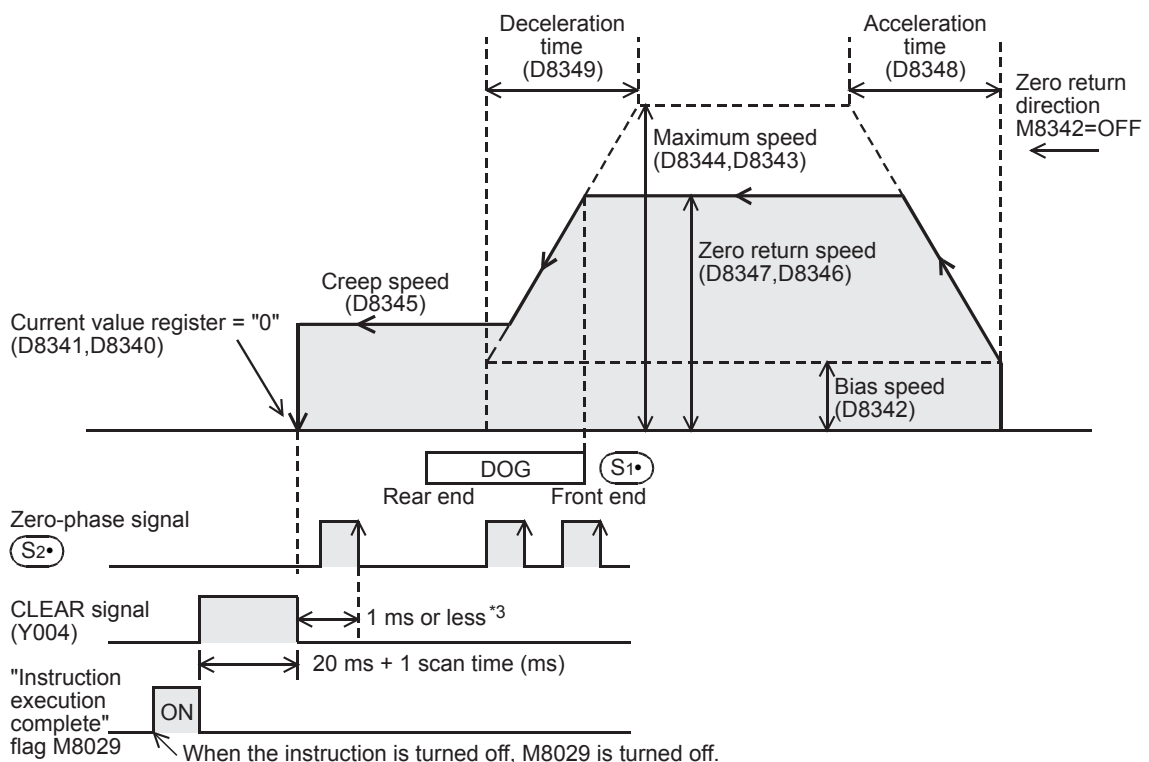 Deceleration
time
(D8349)
Acceleration
time
(D8348)
Zero return
direction
M8342=OFF
Maximum speed
(D8344,D8343)
Zero return speed
(D8347,D8346)
Creep speed
(D8345)
Current value register = "0"
(D8341,D8340)
Bias speed
(D8342)
DOG
S1•
Rear end
Front end
Zero-phase signal
S2•
CLEAR signal
(Y004)
1 ms or less *3
20 ms + 1 scan time (ms)
"Instruction
execution
complete"
flag M8029
ON
When the instruction is turned off, M8029 is turned off.